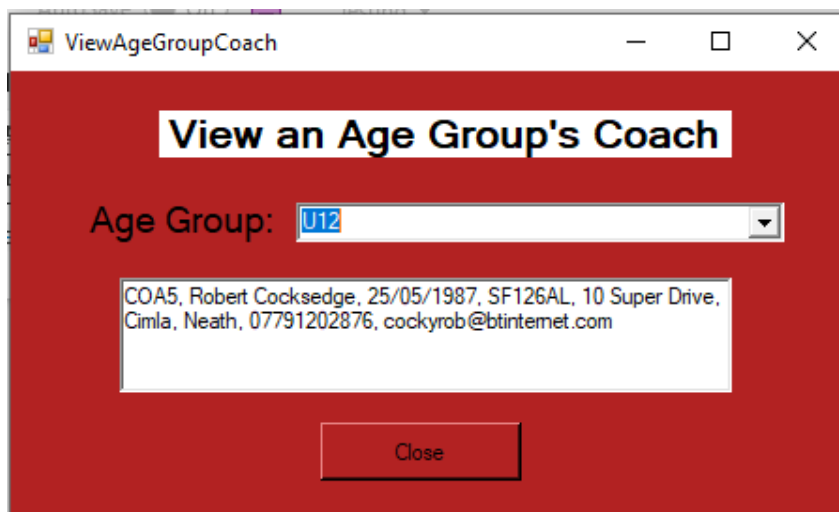 ViewAgeGroupCoach
View an Age Group's Coach
Age Group: U12
COA5, Robert Cocksedge, 25/05/1987, SF126AL, 10 Super Drive,
Cimla, Neath, 07791202876, cockyrob@btinternet.com
Close